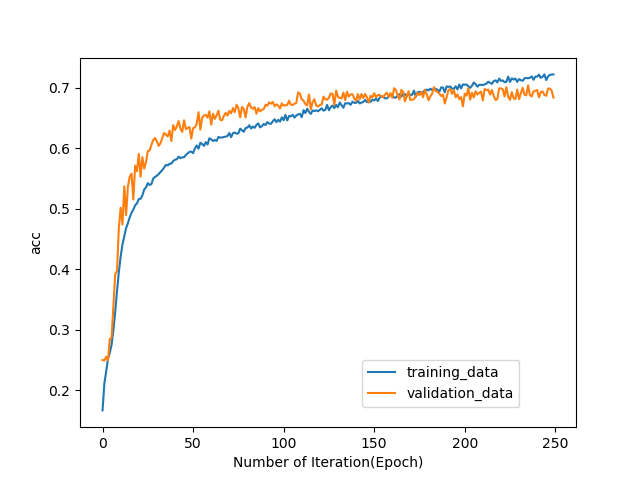 0.7
0.6
0.5
0.4
0.3
0.2
acc
training_data
validation_data
0 50 100 150 200 250
Number of Iteration(Epoch)